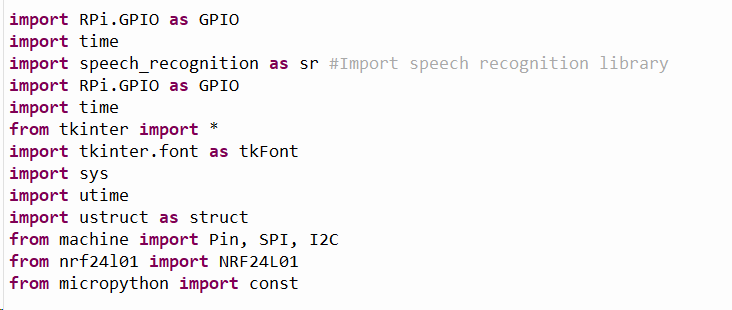 import RPi.GPIO as GPIO
import time
import speech_recognition as sr #Import speech recognition library
import RPi.GPIO as GPIO
import time
from tkinter import *
import tkinter.font as tkFont
import sys
import utime
import ustruct as struct
from machine import Pin, SPI, I2C
from nrf24l01 import NRF24L01
from micropython import const